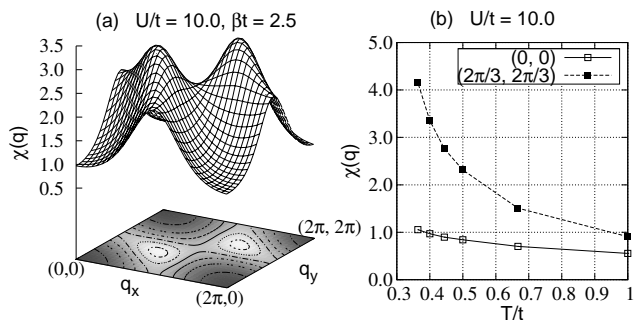 (a) U/t = 10.0, βt = 2.5
χ(q)
3.5
3.0
2.5
2.0
1.5
1.0
0.5
(0,0)
q_x
(2π,0)
q_y
(2π, 2π)
(b) U/t = 10.0
χ(q)
5.0
4.0
3.0
2.0
1.0
0.0
(0, 0)
(2π/3, 2π/3)
0.3 0.4 0.5 0.6 0.7 0.8 0.9 1
T/t